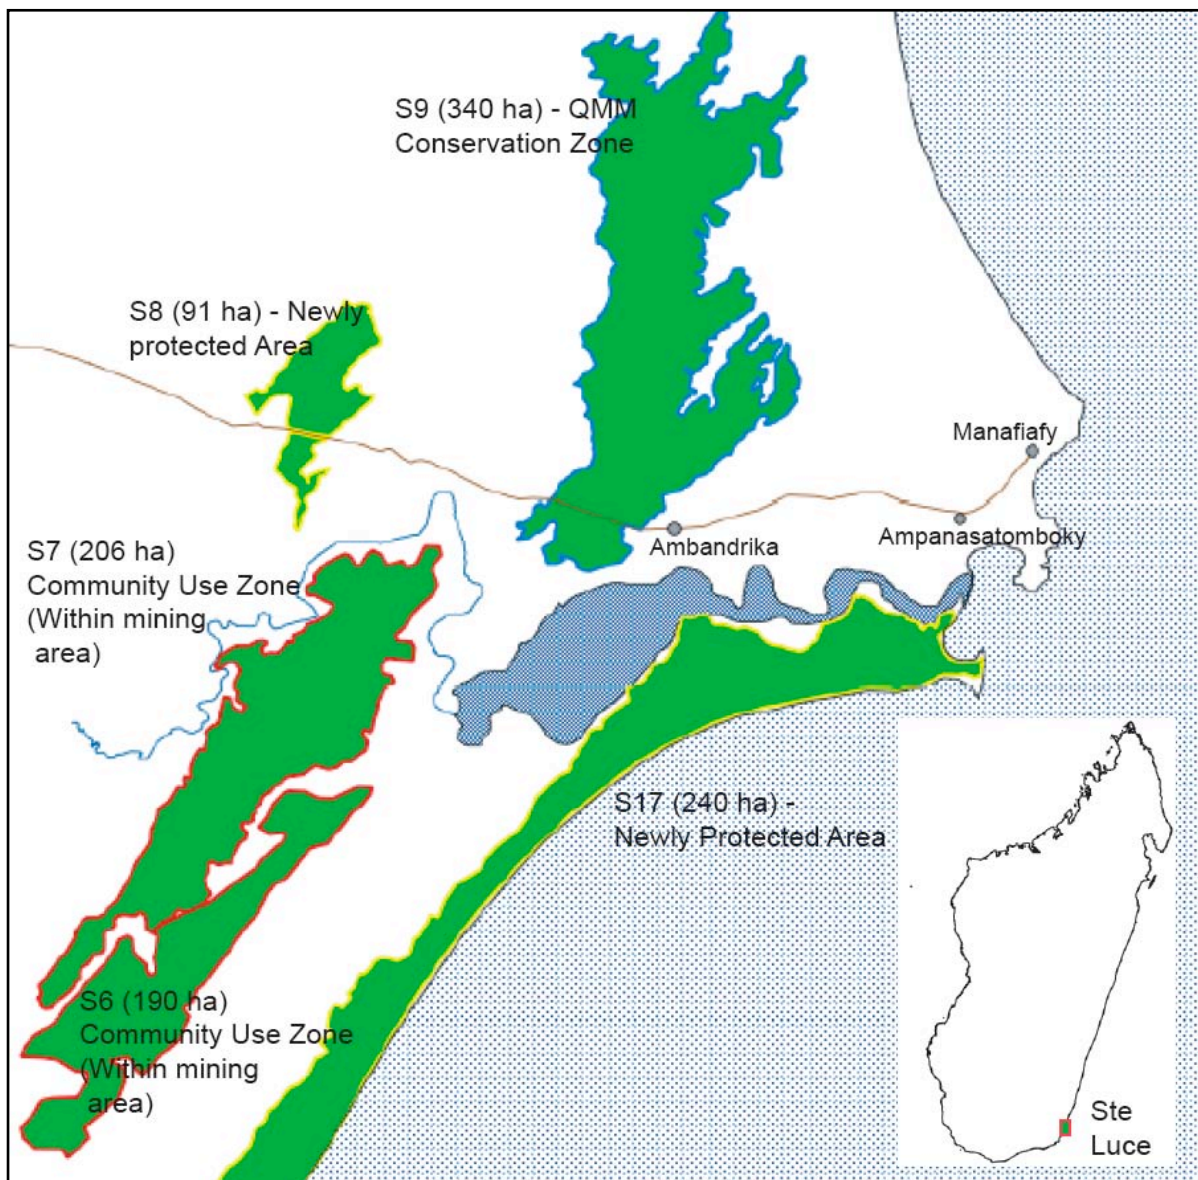 S9 (340 ha) - QMM
Conservation Zone
S8 (91 ha) - Newly
protected Area
Manafiafy
Ampanasatomboky
Ambandrika
S7 (206 ha)
Community Use Zone
(Within mining
area)
S17 (240 ha) -
Newly Protected Area
S6 (190 ha)
Community Use Zone
(Within mining
area)
Ste
Luce